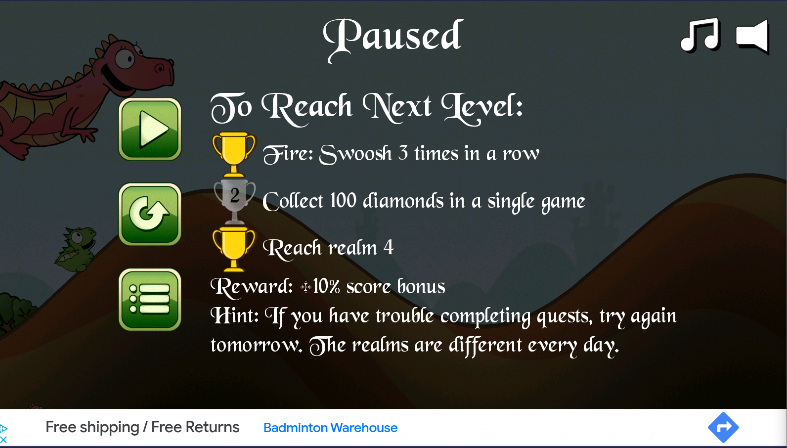 Paused
To Reach Next Level:
Fire: Swoosh 3 times in a row
2 Collect 100 diamonds in a single game
Reach realm 4
Reward: +10% score bonus
Hint: If you have trouble completing quests, try again
tomorrow. The realms are different every day.
Free shipping / Free Returns Badminton Warehouse